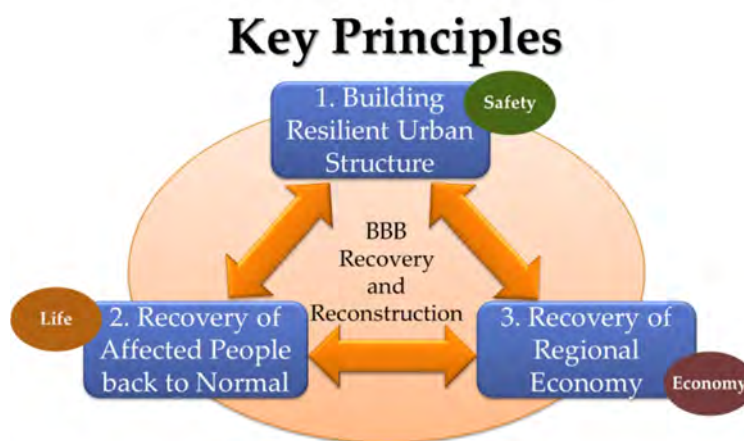 Key Principles
1. Building
Resilient Urban
Structure
Safety
BBB
Recovery
and
Reconstruction
Life
2. Recovery of
Affected People
back to Normal
3. Recovery of
Regional
Economy
Economy